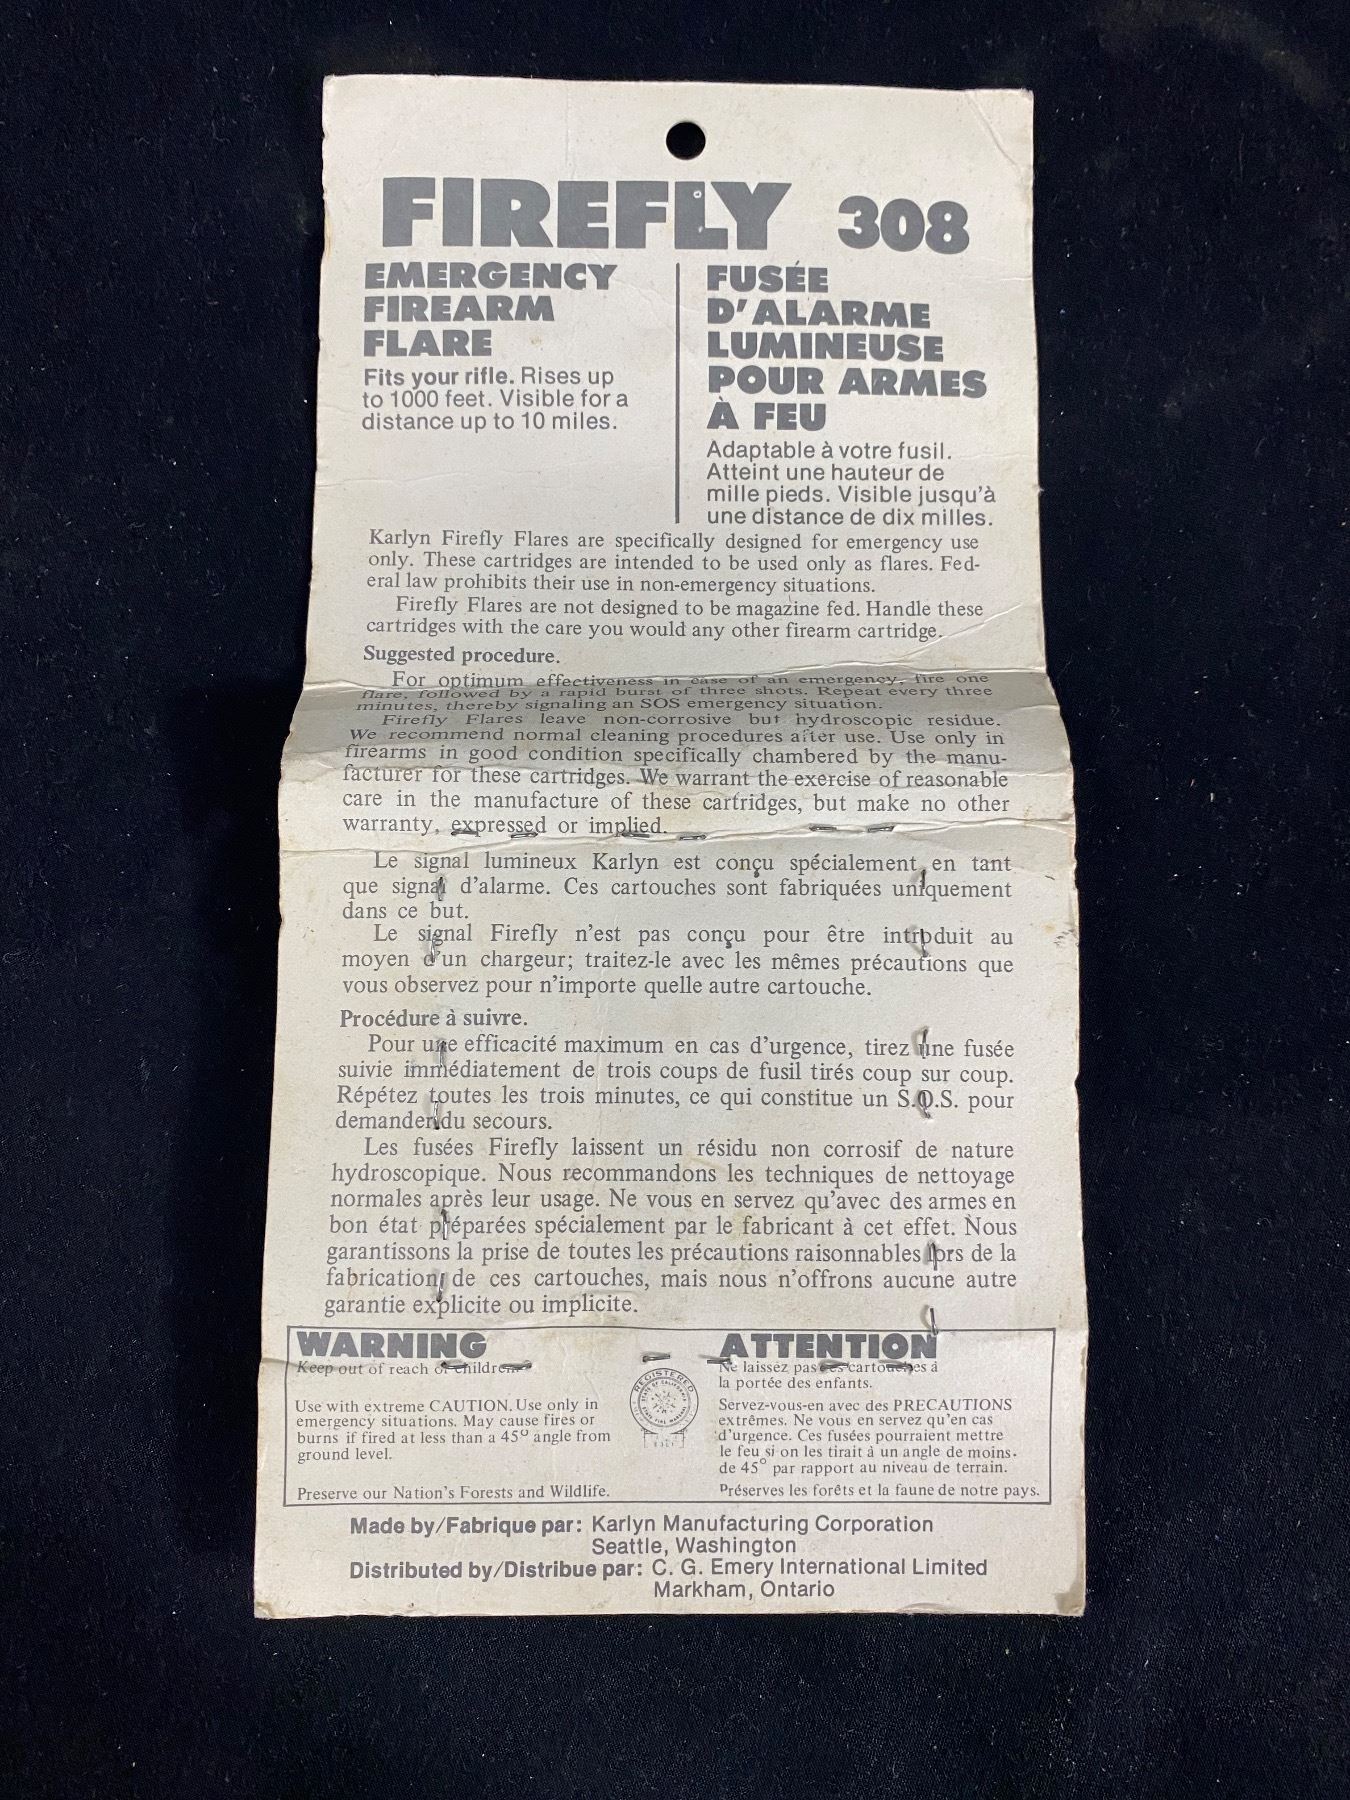 FIREFLY 308
EMERGENCY
FIREARM
FLARE
Fits your rifle. Rises up
to 1000 feet. Visible for a
distance up to 10 miles.
FUSÉE
D'ALARME
LUMINEUSE
POUR ARMES
À FEU
Adaptable à votre fusil.
Atteint une hauteur de
mille pieds. Visible jusqu'à
une distance de dix milles.
Karlyn Firefly Flares are specifically designed for emergency use
only. These cartridges are intended to be used only as flares. Fed-
eral law prohibits their use in non-emergency situations.
Firefly Flares are not designed to be magazine fed. Handle these
cartridges with the care you would any other firearm cartridge.
Suggested procedure.
For optimum effectiveness in case of an emergency, fire one
flare, followed by a rapid burst of three shots. Repeat every three
minutes, thereby signaling an SOS emergency situation.
Firefly Flares leave non-corrosive but hydroscopic residue.
We recommend normal cleaning procedures after use. Use only in
firearms in good condition specifically chambered by the manu-
facturer for these cartridges. We warrant the exercise of reasonable
care in the manufacture of these cartridges, but make no other
warranty, expressed or implied.
Le signal lumineux Karlyn est conçu spécialement en tant
que signal d'alarme. Ces cartouches sont fabriquées uniquement
dans ce but.
Le signal Firefly n'est pas conçu pour être introduit au
moyen d'un chargeur; traitez-le avec les mêmes précautions que
vous observez pour n'importe quelle autre cartouche.
Procédure à suivre.
Pour une efficacité maximum en cas d'urgence, tirez une fusée
suivie immédiatement de trois coups de fusil tirés coup sur coup.
Répétez toutes les trois minutes, ce qui constitue un S.O.S. pour
demander du secours.
Les fusées Firefly laissent un résidu non corrosif de nature
hydroscopique. Nous recommandons les techniques de nettoyage
normales après leur usage. Ne vous en servez qu'avec des armes en
bon état préparées spécialement par le fabricant à cet effet. Nous
garantissons la prise de toutes les précautions raisonnables lors de la
fabrication de ces cartouches, mais nous n'offrons aucune autre
garantie explicite ou implicite.
WARNING
Keep out of reach of children.
Use with extreme CAUTION. Use only in
emergency situations. May cause fires or
burns if fired at less than a 45° angle from
ground level.
Preserve our Nation's Forests and Wildlife.
REGISTERED
STATE OF CALIFORNIA
STATE FIRE MARSHAL
ATTENTION
Ne laissez pas ces cartouches à
la portée des enfants.
Servez-vous-en avec des PRECAUTIONS
extrêmes. Ne vous en servez qu'en cas
d'urgence. Ces fusées pourraient mettre
le feu si on les tirait à un angle de moins
de 45° par rapport au niveau de terrain.
Préserves les forêts et la faune de notre pays.
Made by/Fabrique par: Karlyn Manufacturing Corporation
Seattle, Washington
Distributed by/Distribue par: C. G. Emery International Limited
Markham, Ontario